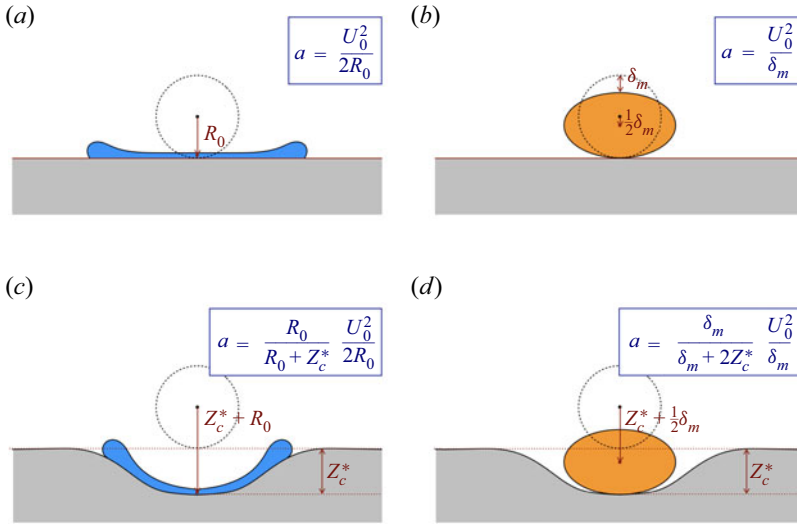 (a)
a = U_0^2 / 2R_0
R_0
(b)
a = U_0^2 / δ_m
δ_m
1/2 δ_m
(c)
a = R_0 / (R_0 + Z_c^*) U_0^2 / 2R_0
Z_c^* + R_0
Z_c^*
(d)
a = δ_m / (δ_m + 2Z_c^*) U_0^2 / δ_m
Z_c^* + 1/2 δ_m
Z_c^*